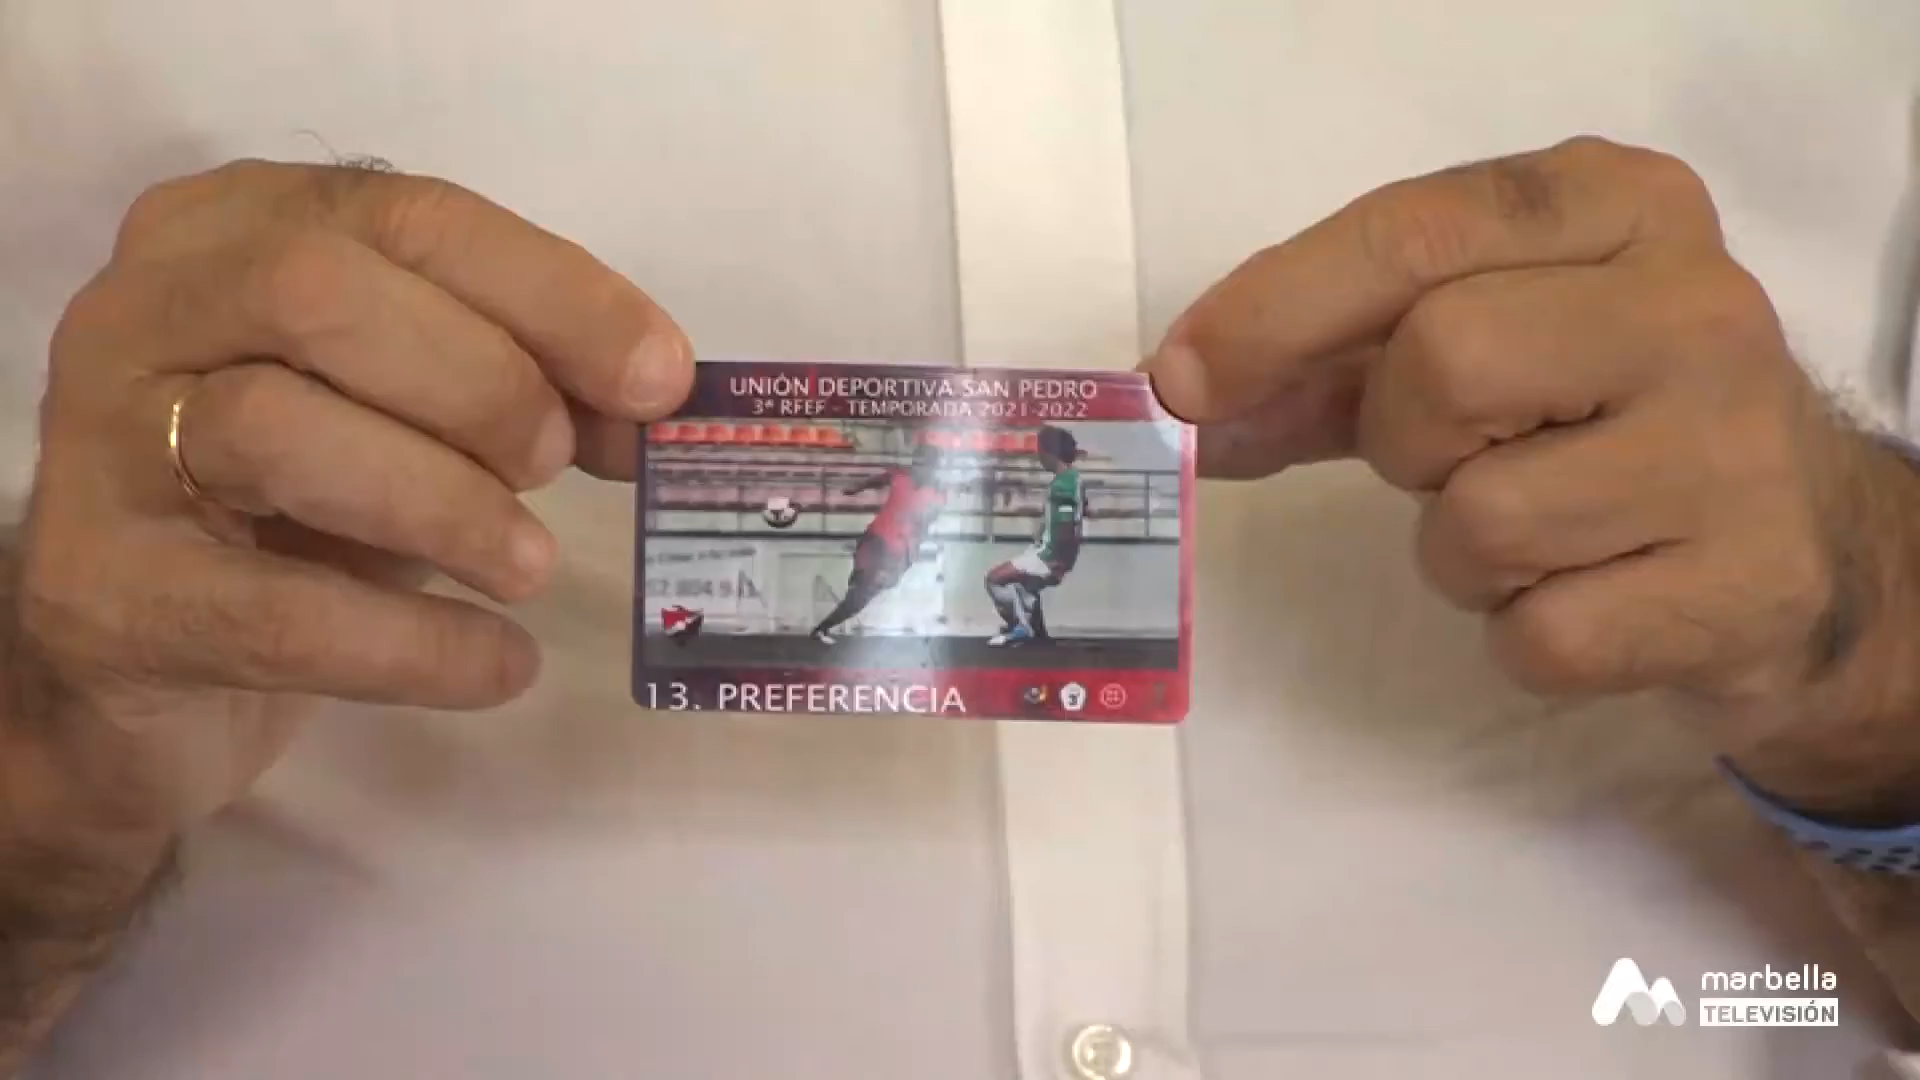 UNIÓN DEPORTIVA SAN PEDRO
3ª RFEF - TEMPORADA 2021-2022
13. PREFERENCIA
marbella
TELEVISIÓN